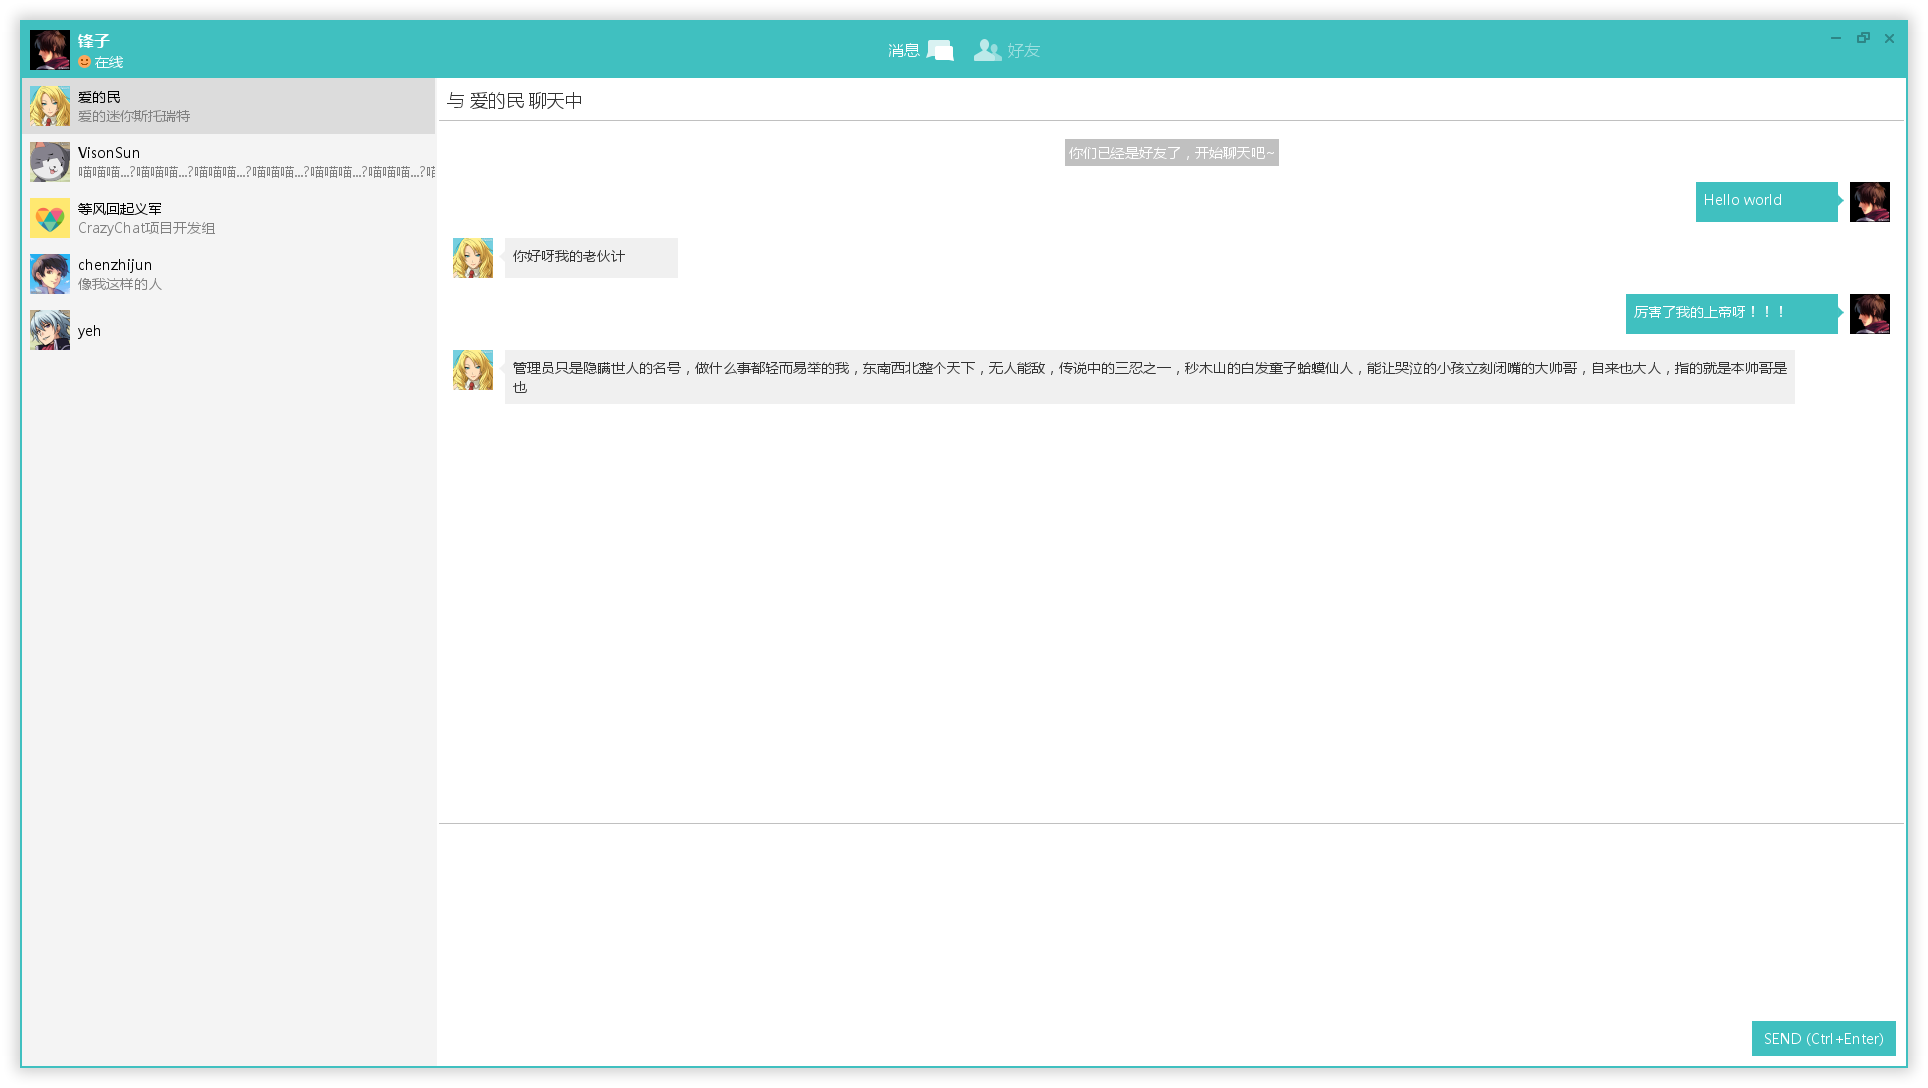 锋子
在线
消息
好友
爱的民
爱的迷你斯托瑞特
VisonSun
喵喵喵...?喵喵喵...?喵喵喵...?喵喵喵...?喵喵喵...?喵喵喵...?
等风回起义军
CrazyChat项目开发组
chenzhijun
像我这样的人
yeh
与 爱的民 聊天中
你们已经是好友了，开始聊天吧~
Hello world
你好呀我的老伙计
厉害了我的上帝呀！！！
管理员只是隐瞒世人的名号，做什么事都轻而易举的我，东南西北整个天下，无人能敌，传说中的三忍之一，秒木山的白发童子蛤蟆仙人，能让哭泣的小孩立刻闭嘴的大帅哥，自来也大人，指的就是本帅哥是
也
SEND (Ctrl+Enter)